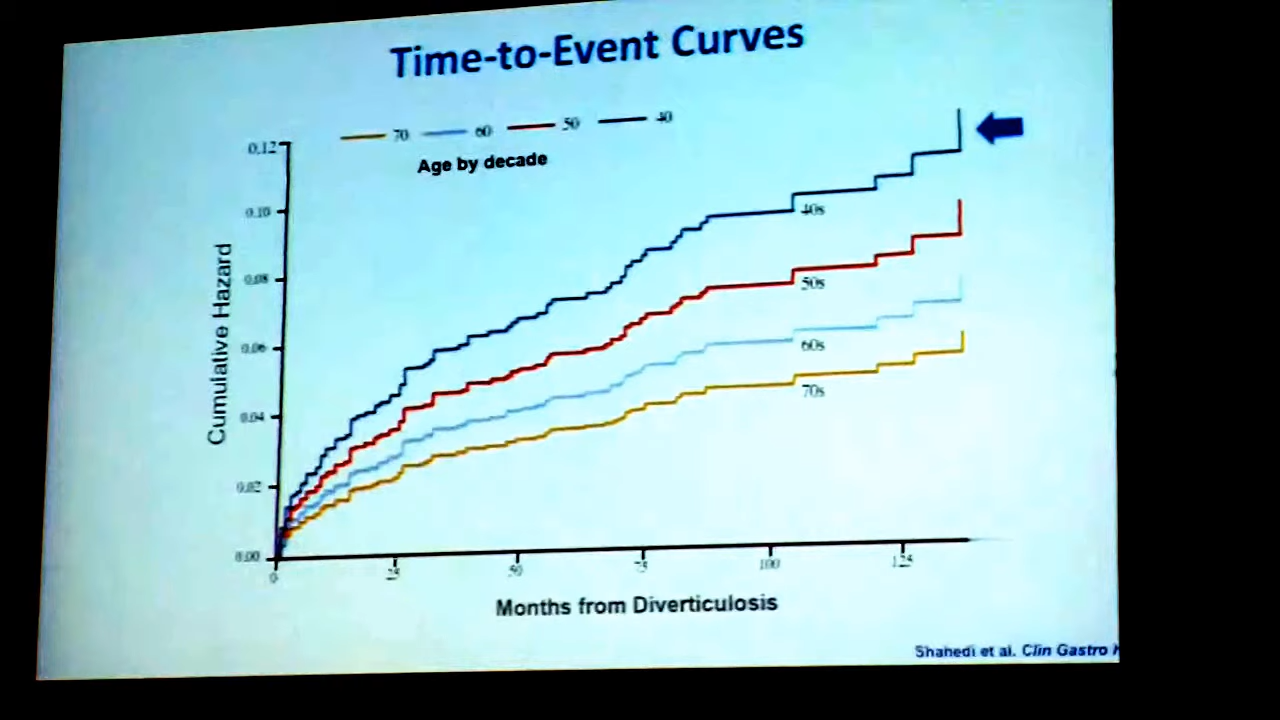 Time-to-Event Curves
70 60 50 40
Age by decade
0.12
0.10
0.08
0.06
0.04
0.02
0.00
Cumulative Hazard
40s
50s
60s
70s
0 25 50 75 100 125
Months from Diverticulosis
Shahedi et al. Clin Gastro